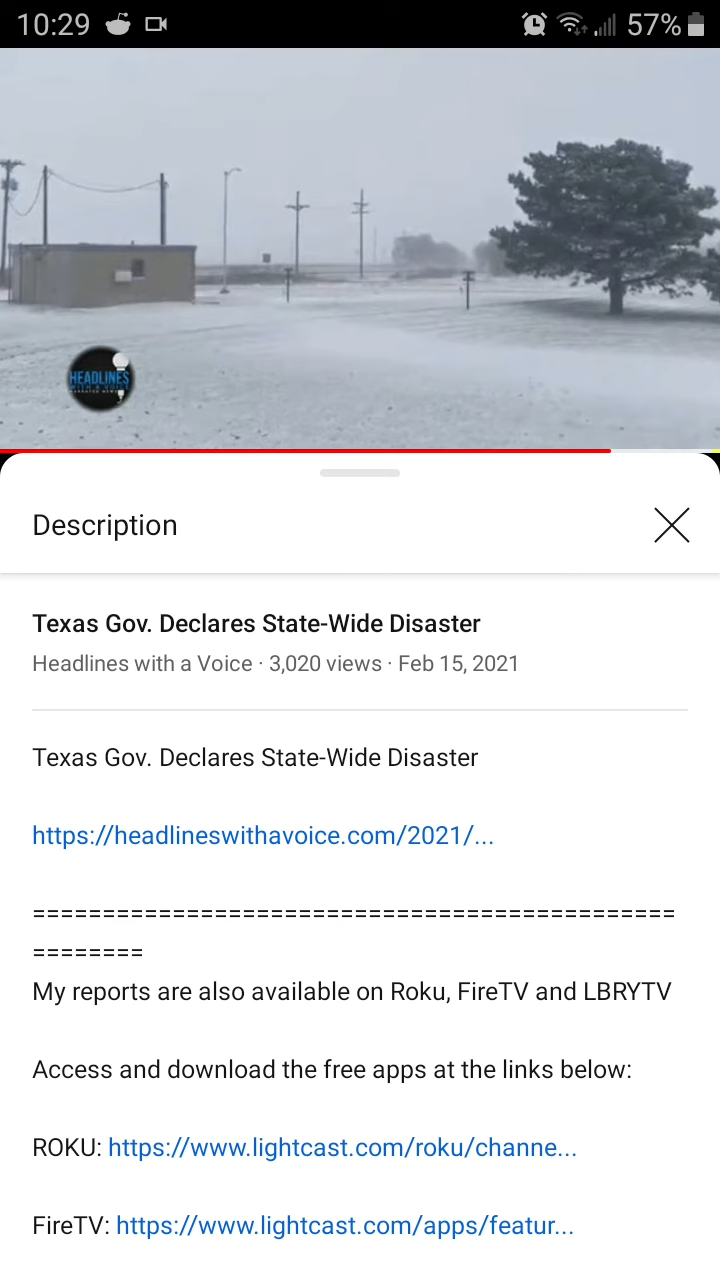 10:29
57%
HEADLINES
WITH A VOICE
Description
Texas Gov. Declares State-Wide Disaster
Headlines with a Voice · 3,020 views · Feb 15, 2021
Texas Gov. Declares State-Wide Disaster
https://headlineswithavoice.com/2021/...
==============================================
========
My reports are also available on Roku, FireTV and LBRYTV
Access and download the free apps at the links below:
ROKU: https://www.lightcast.com/roku/channe...
FireTV: https://www.lightcast.com/apps/featur...